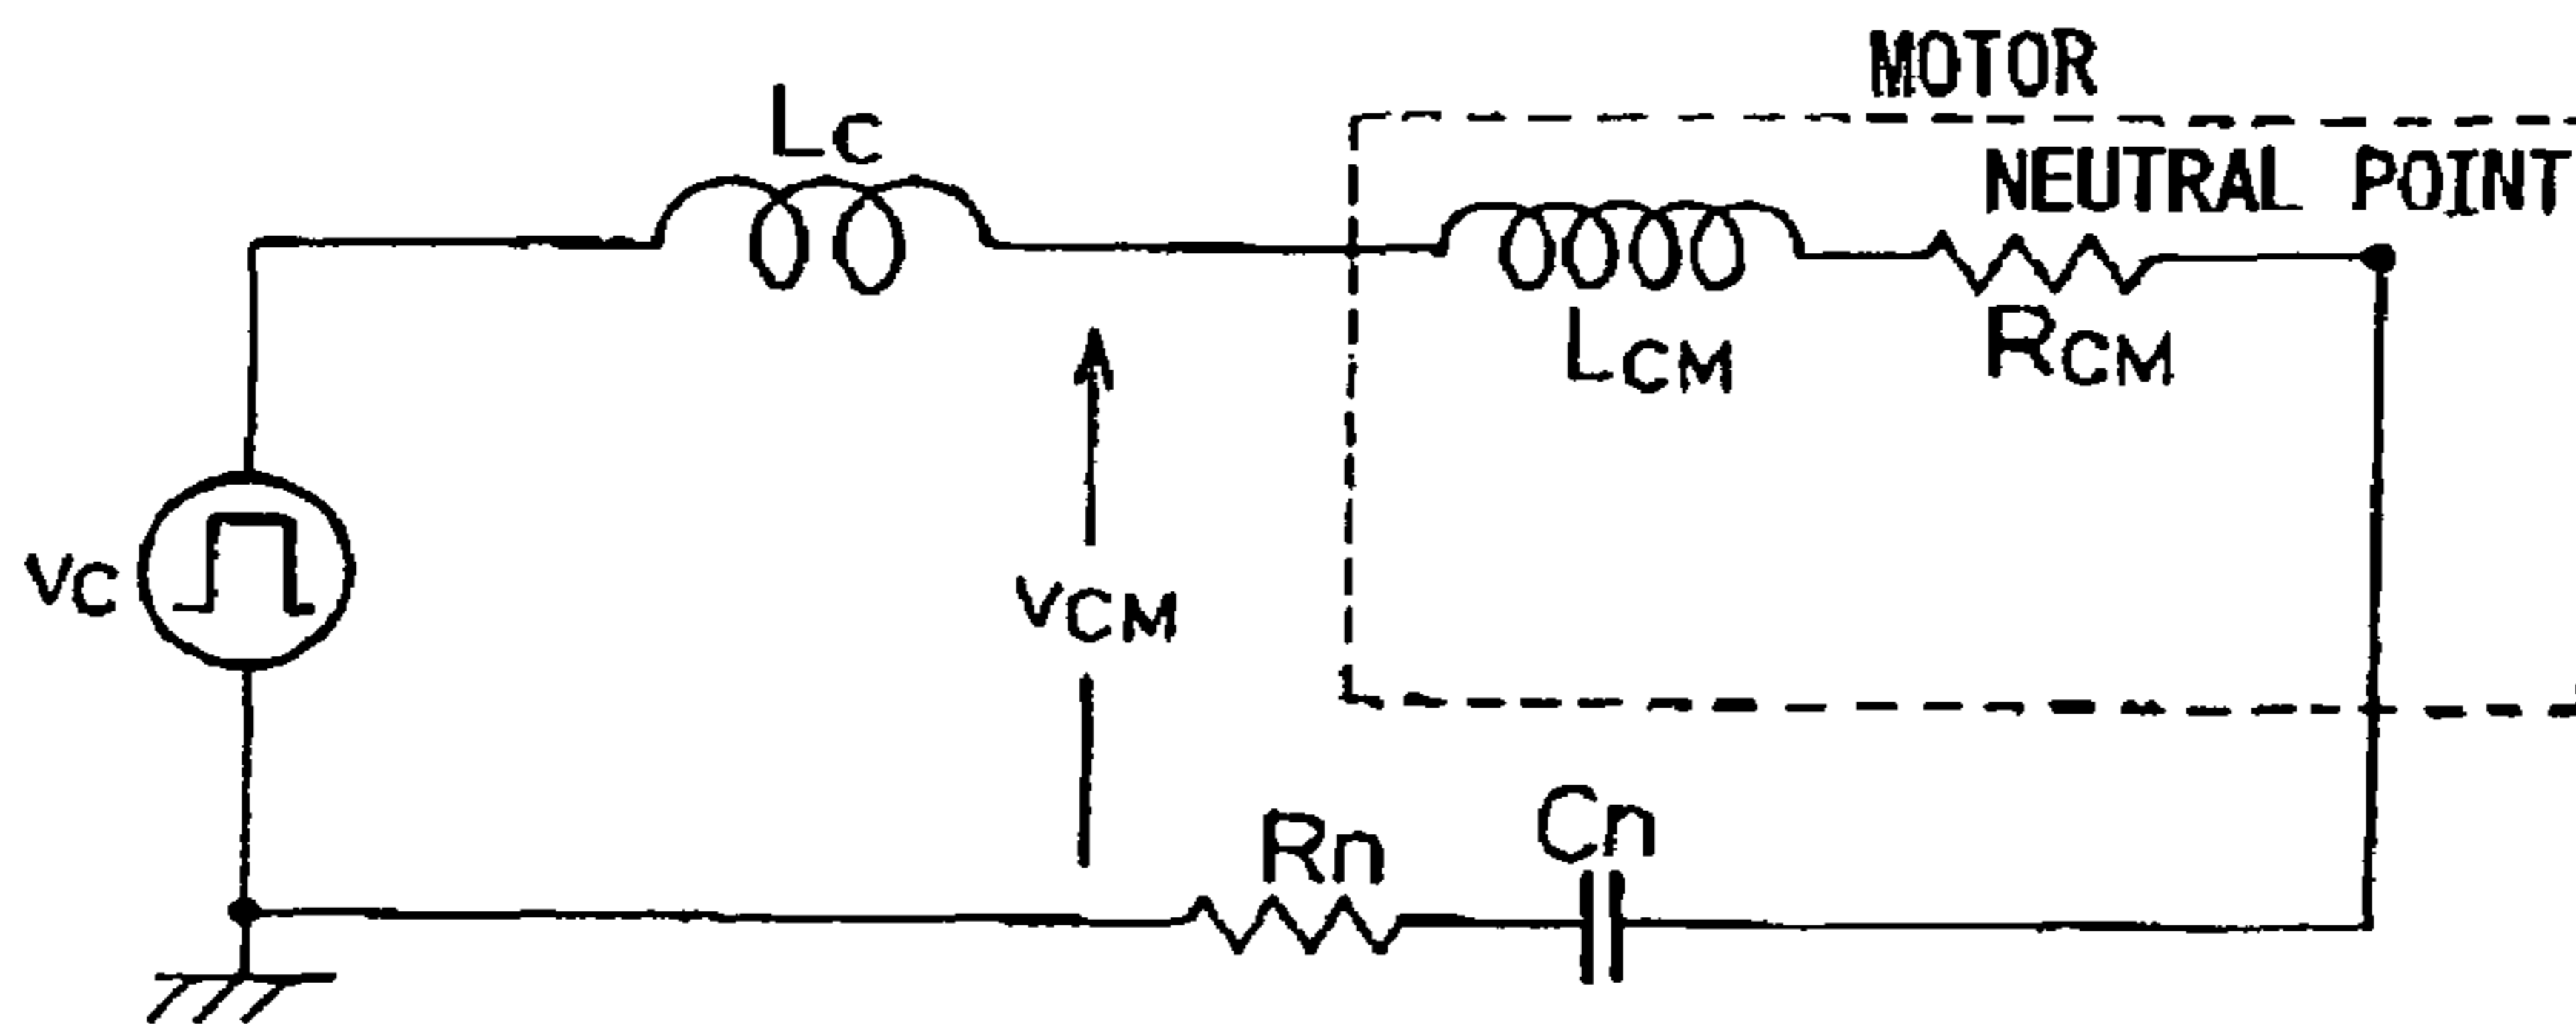 MOTOR
LC
NEUTRAL POINT
LCM
RCM
vC
vCM
Rn
Cn